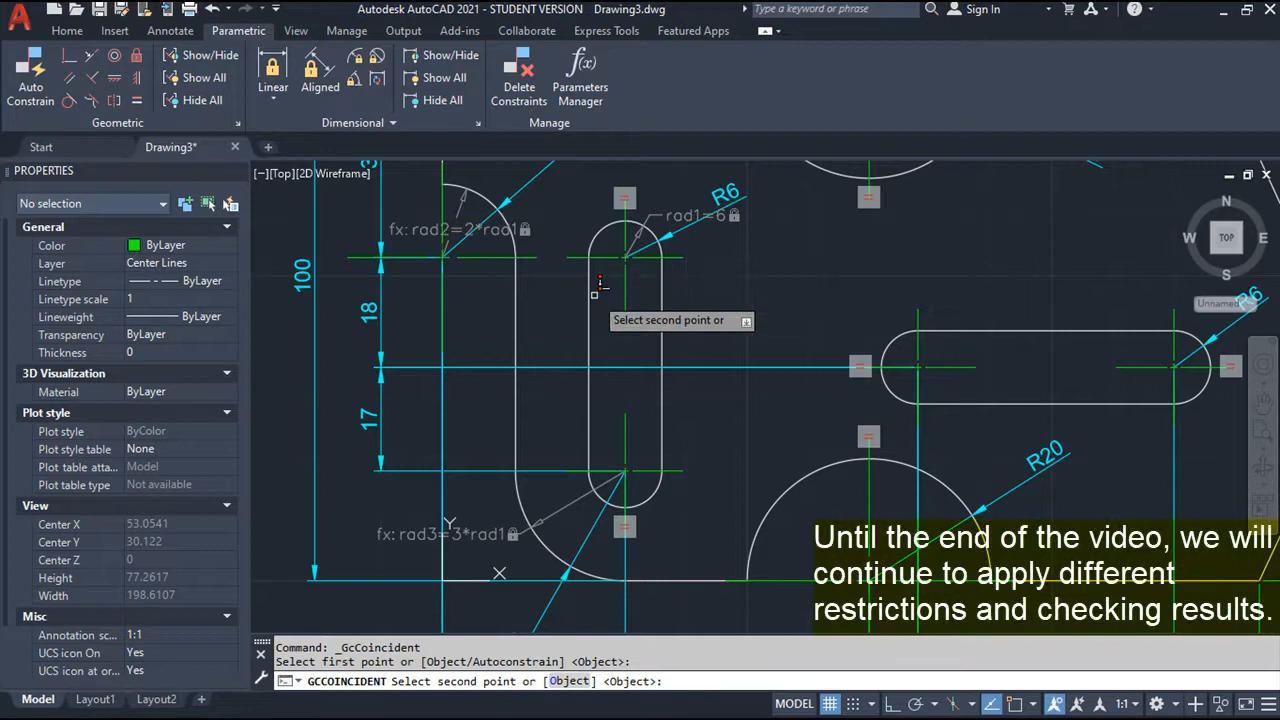 Autodesk AutoCAD 2021 - STUDENT VERSION Drawing3.dwg
Type a keyword or phrase
Sign In
Home Insert Annotate Parametric View Manage Output Add-ins Collaborate Express Tools Featured Apps
Auto
Constrain
Show/Hide
Show All
Hide All
Geometric
Linear
Aligned
Show/Hide
Show All
Hide All
Dimensional
Delete
Constraints
Parameters
Manager
Manage
Start
Drawing3*
PROPERTIES
No selection
General
Color ByLayer
Layer Center Lines
Linetype ByLayer
Linetype scale 1
Lineweight ByLayer
Transparency ByLayer
Thickness 0
3D Visualization
Material ByLayer
Plot style
Plot style ByColor
Plot style table None
Plot table atta... Model
Plot table type Not available
View
Center X 53.0541
Center Y 30.122
Center Z 0
Height 77.2617
Width 198.6107
Misc
Annotation sc... 1:1
UCS icon On Yes
UCS icon at or... Yes
[−][Top][2D Wireframe]
R6
rad1=6
fx: rad2=2*rad1
100
18
17
Select second point or
N
W TOP E
S
Unnamed
R6
R20
fx: rad3=3*rad1
Y
X
Until the end of the video, we will
continue to apply different
restrictions and checking results.
Command: _GcCoincident
Select first point or [Object/Autoconstrain] <Object>:
GCCOINCIDENT Select second point or [Object] <Object>:
Model Layout1 Layout2
MODEL
1:1